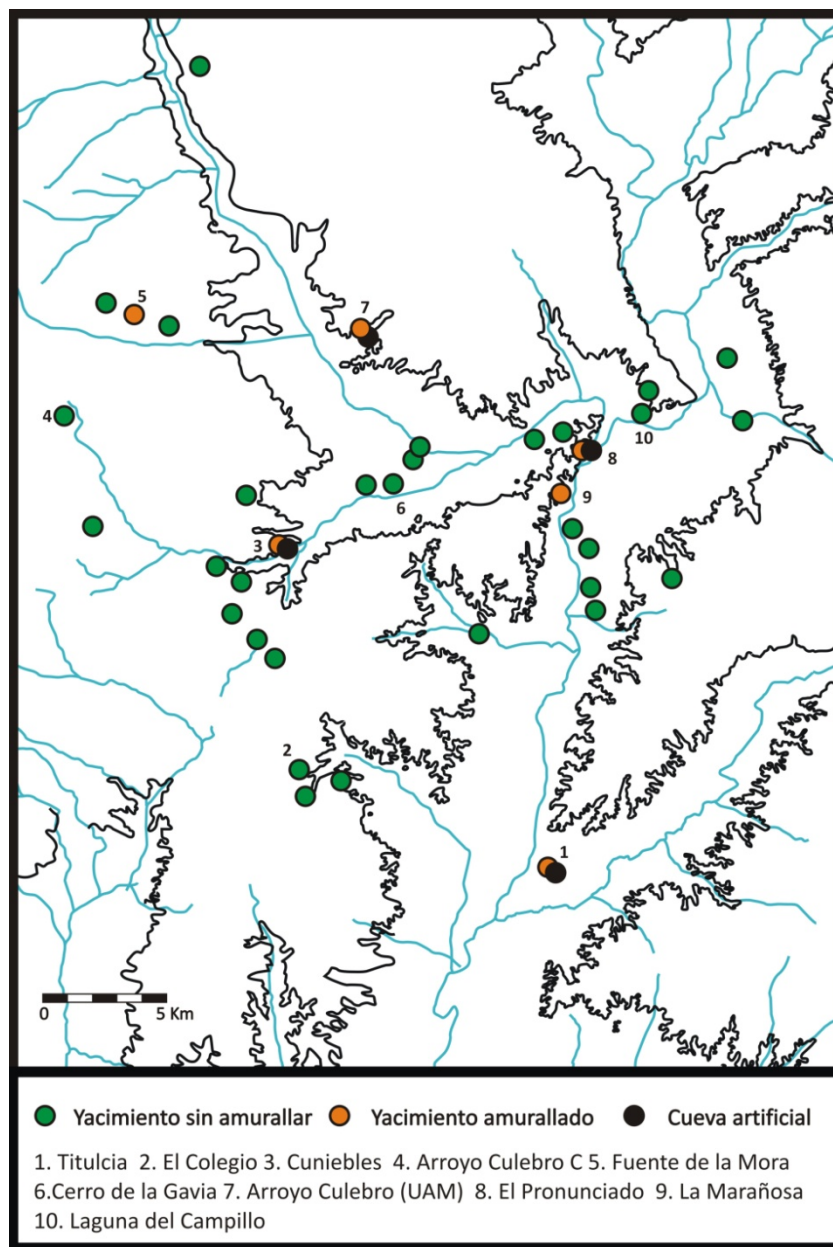 5
7
4
10
8
9
6
3
2
1
0 5 Km
Yacimiento sin amurallar Yacimiento amurallado Cueva artificial
1. Titulcia 2. El Colegio 3. Cuniebles 4. Arroyo Culebro C 5. Fuente de la Mora
6.Cerro de la Gavia 7. Arroyo Culebro (UAM) 8. El Pronunciado 9. La Marañosa
10. Laguna del Campillo